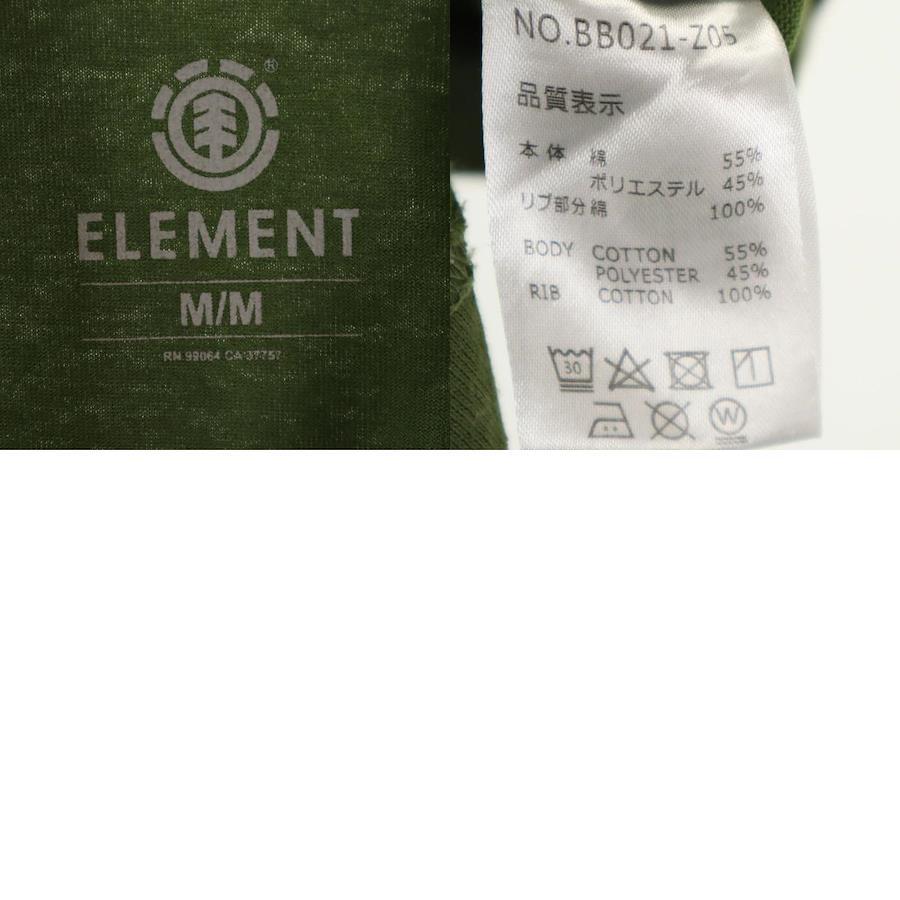 ®
ELEMENT
M/M
RN 99064 CA 37757
NO.BB021-Z05
品質表示
本体 綿 55%
ポリエステル 45%
リブ部分 綿 100%
BODY COTTON 55%
POLYESTER 45%
RIB COTTON 100%
30
1
W